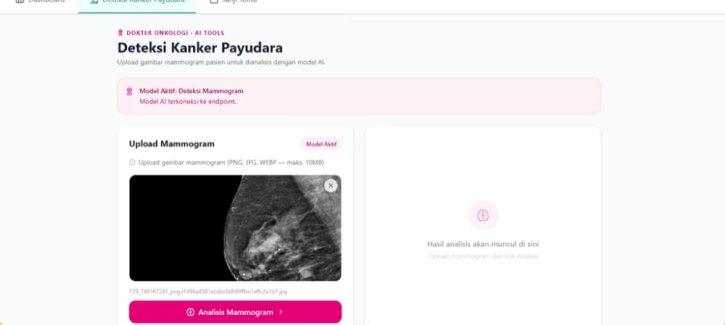 Dashboard
Deteksi Kanker Payudara
Janji Temu
DOKTER ONKOLOGI - AI TOOLS
Deteksi Kanker Payudara
Upload gambar mammogram pasien untuk dianalisis dengan model AI.
Model Aktif: Deteksi Mammogram
Model AI terkoneksi ke endpoint.
Upload Mammogram
Model Aktif
Upload gambar mammogram (PNG, JPG, WEBP — maks. 10MB)
Analisis Mammogram
Hasil analisis akan muncul di sini
Upload mammogram dan klik Analisis